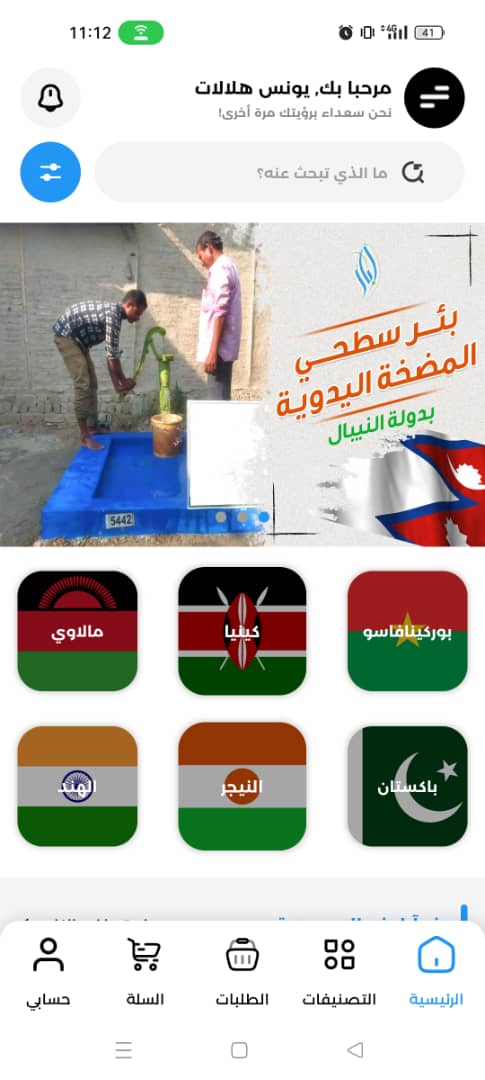 11:12
4G
41
مرحبا بك, يونس هلالات
نحن سعداء برؤيتك مرة أخرى!
ما الذي تبحث عنه؟
بئر سطحي
المضخة اليدوية
بدولة النيبال
5442
بوركينافاسو
كينيا
مالاوي
باكستان
النيجر
الهند
الرئيسية
التصنيفات
الطلبات
السلة
حسابي